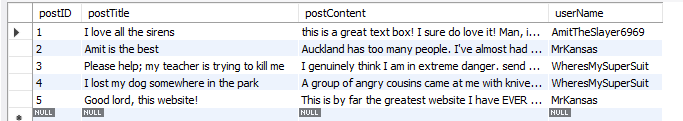 postID postTitle postContent userName
1 I love all the sirens this is a great text box! I sure do love it! Man, i... AmitTheSlayer6969
2 Amit is the best Auckland has too many people. I've almost had ... MrKansas
3 Please help; my teacher is trying to kill me I genuinely think I am in extreme danger. send ... WheresMySuperSuit
4 I lost my dog somewhere in the park A group of angry cousins came at me with knive... WheresMySuperSuit
5 Good lord, this website! This is by far the greatest website I have EVER ... MrKansas
NULL NULL NULL NULL